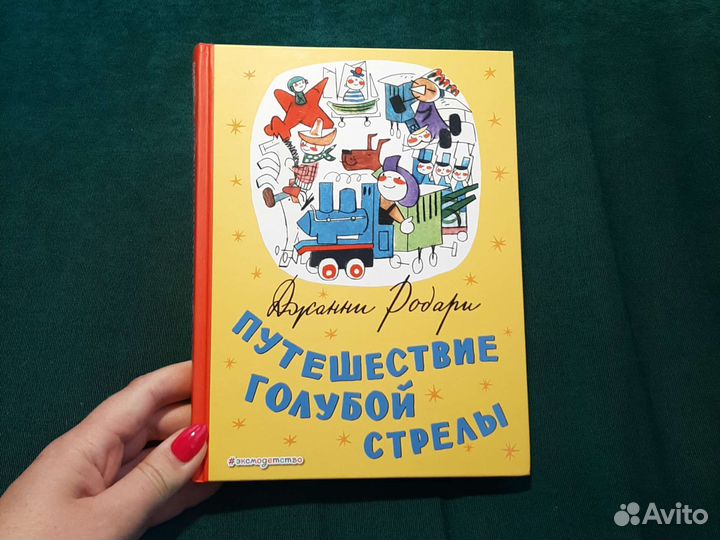 Джанни Родари
ПУТЕШЕСТВИЕ
ГОЛУБОЙ
СТРЕЛЫ
#эксмодетство
Avito